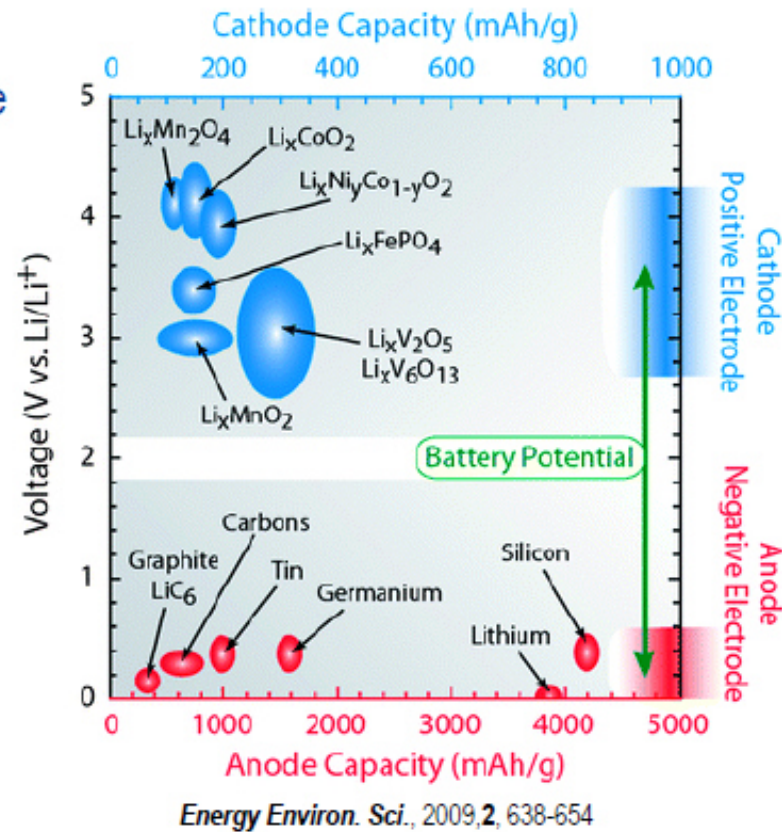 Cathode Capacity (mAh/g)
0 200 400 600 800 1000
e
5
4
3
2
1
0
Voltage (V vs. Li/Li⁺)
LiₓMn₂O₄
LiₓCoO₂
LiₓNiᵧCo₁₋ᵧO₂
LiₓFePO₄
LiₓV₂O₅
LiₓV₆O₁₃
LiₓMnO₂
Cathode
Positive Electrode
Battery Potential
Carbons
Graphite
LiC₆
Tin
Germanium
Silicon
Lithium
Anode
Negative Electrode
0 1000 2000 3000 4000 5000
Anode Capacity (mAh/g)
Energy Environ. Sci., 2009,2, 638-654